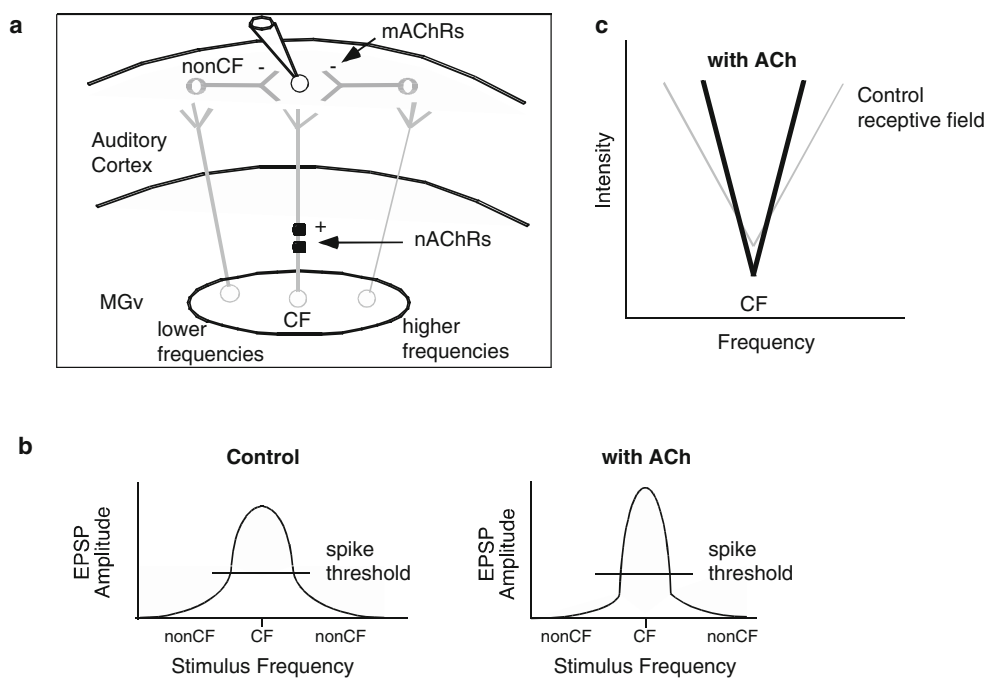 a
mAChRs
nonCF - -
Auditory
Cortex
+
nAChRs
MGv
CF
lower
frequencies
higher
frequencies
c
with ACh
Control
receptive field
Intensity
CF
Frequency
b
Control
EPSP
Amplitude
spike
threshold
nonCF CF nonCF
Stimulus Frequency
with ACh
EPSP
Amplitude
spike
threshold
nonCF CF nonCF
Stimulus Frequency